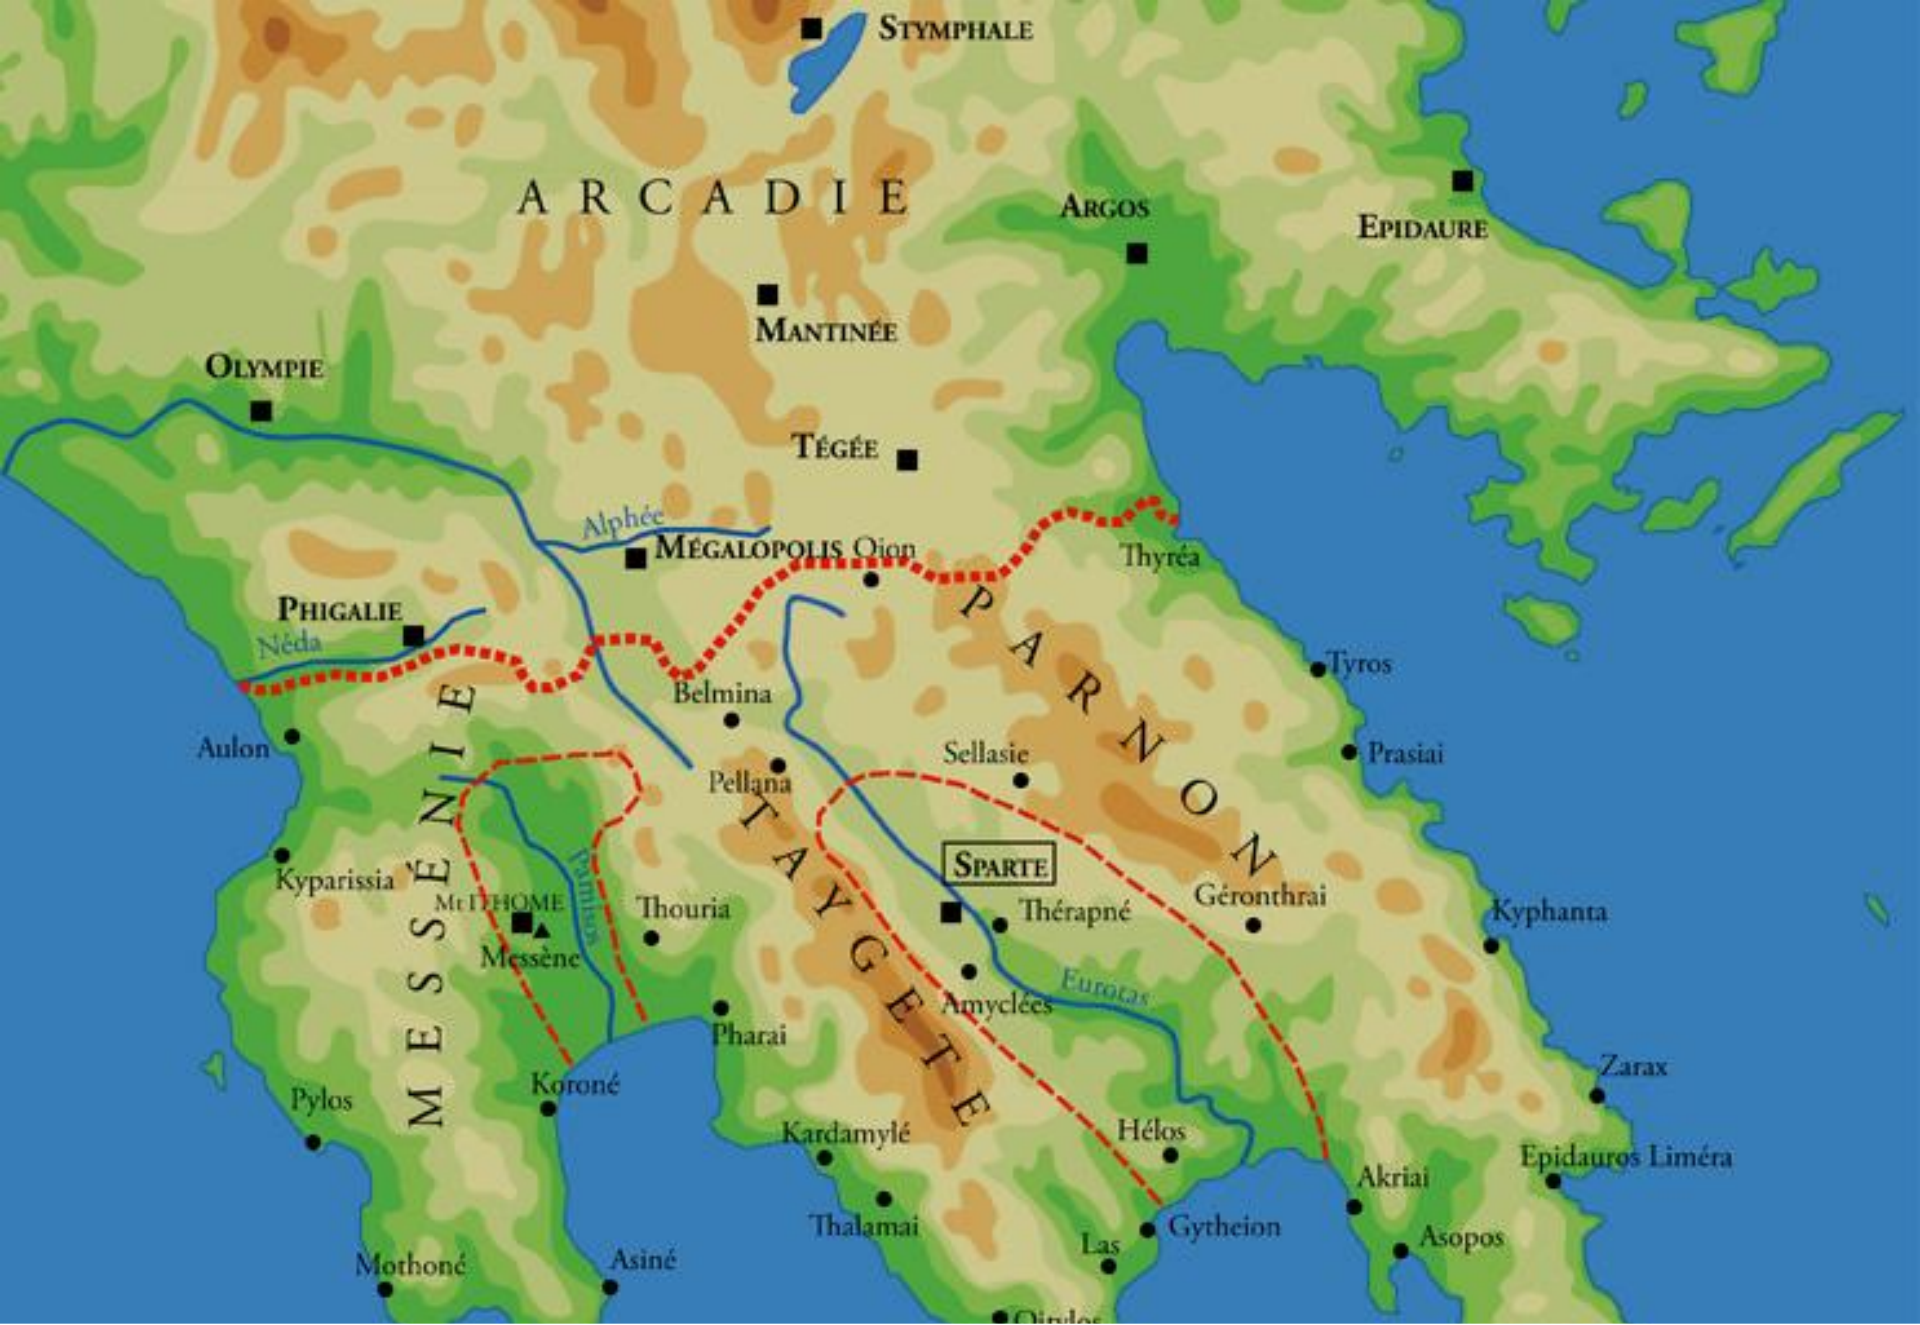 STYMPHALE
ARCADIE
ARGOS
EPIDAURE
MANTINÉE
OLYMPIE
TÉGÉE
Alphée
MÉGALOPOLIS
Oion
Thyréa
PHIGALIE
Néda
PARNON
Tyros
Belmina
Aulon
Sellasie
Prasiai
Pellana
MESSENIE
TAYGETE
SPARTE
Kyparissia
Mt ITHOME
Pamisos
Thouria
Thérapné
Géronthrai
Kyphanta
Messène
Eurotas
Amyclées
Pharai
Zarax
Koroné
Pylos
Kardamylé
Hélos
Epidauros Liméra
Akriai
Thalamai
Gytheion
Asopos
Las
Mothoné
Asiné
Oitylos